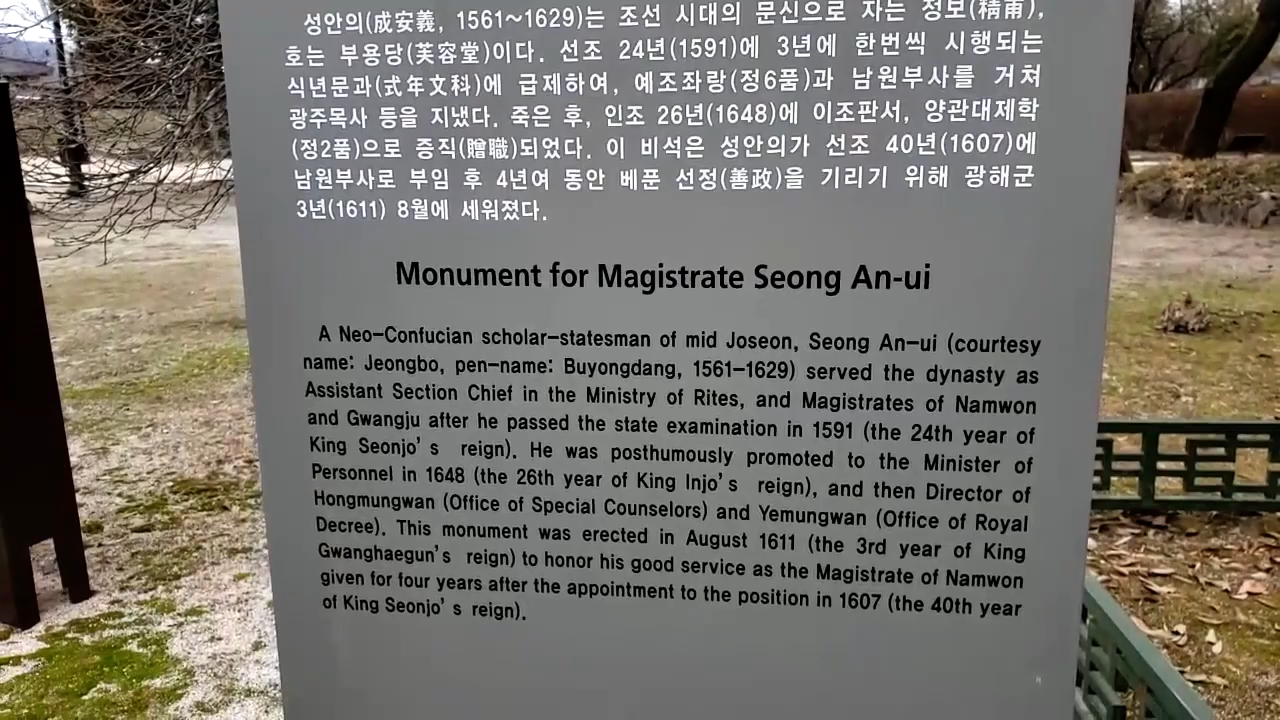 성안의(成安義, 1561~1629)는 조선 시대의 문신으로 자는 정보(精甫),
호는 부용당(芙容堂)이다. 선조 24년(1591)에 3년에 한번씩 시행되는
식년문과(式年文科)에 급제하여, 예조좌랑(정6품)과 남원부사를 거쳐
광주목사 등을 지냈다. 죽은 후, 인조 26년(1648)에 이조판서, 양관대제학
(정2품)으로 증직(贈職)되었다. 이 비석은 성안의가 선조 40년(1607)에
남원부사로 부임 후 4년여 동안 베푼 선정(善政)을 기리기 위해 광해군
3년(1611) 8월에 세워졌다.
Monument for Magistrate Seong An-ui
A Neo-Confucian scholar-statesman of mid Joseon, Seong An-ui (courtesy
name: Jeongbo, pen-name: Buyongdang, 1561-1629) served the dynasty as
Assistant Section Chief in the Ministry of Rites, and Magistrates of Namwon
and Gwangju after he passed the state examination in 1591 (the 24th year of
King Seonjo's reign). He was posthumously promoted to the Minister of
Personnel in 1648 (the 26th year of King Injo's reign), and then Director of
Hongmungwan (Office of Special Counselors) and Yemungwan (Office of Royal
Decree). This monument was erected in August 1611 (the 3rd year of King
Gwanghaegun's reign) to honor his good service as the Magistrate of Namwon
given for four years after the appointment to the position in 1607 (the 40th year
of King Seonjo's reign).